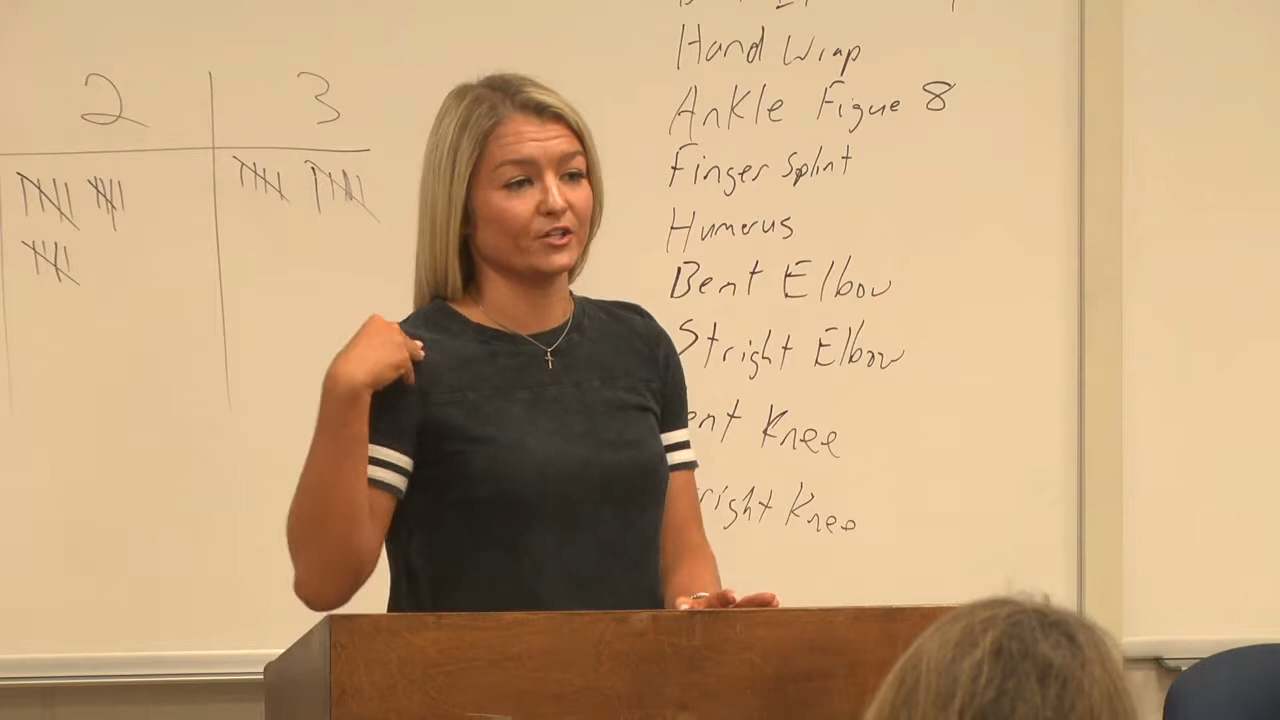 2 3
Hand Wrap
Ankle Figue 8
Finger Splint
Humerus
Bent Elbow
Stright Elbow
ent Knee
right Knee